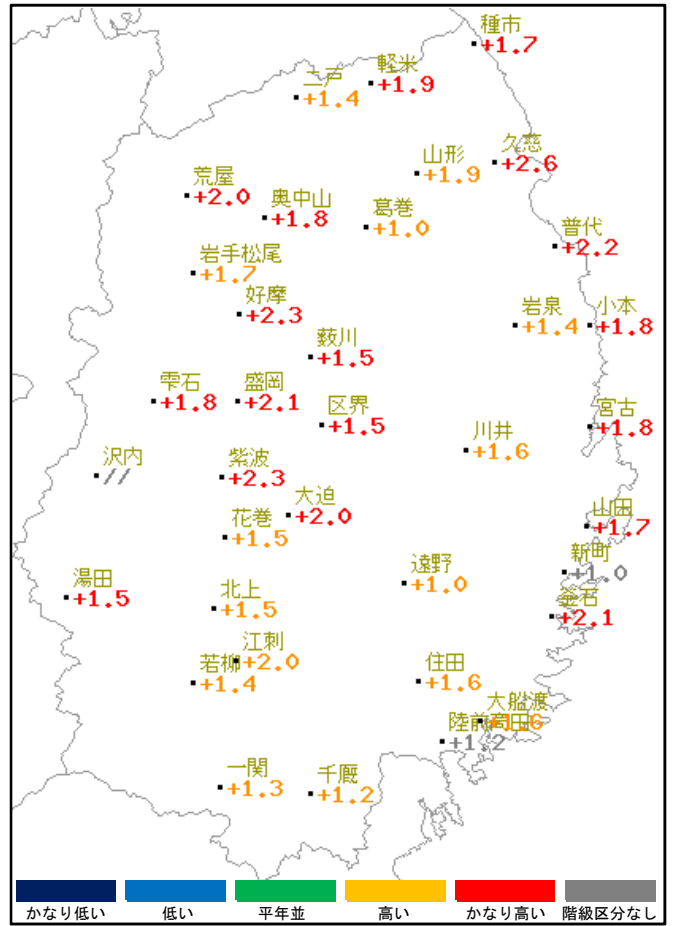 種市
+1.7
軽米
+1.9
二戸
+1.4
久慈
+2.6
山形
+1.9
荒屋
+2.0
奥中山
+1.8
葛巻
+1.0
普代
+2.2
岩手松尾
+1.7
好摩
+2.3
岩泉
+1.4
小本
+1.8
薮川
+1.5
雫石
+1.8
盛岡
+2.1
区界
+1.5
宮古
+1.8
川井
+1.6
沢内
//
紫波
+2.3
大迫
+2.0
山田
+1.7
花巻
+1.5
新町
+1.0
遠野
+1.0
湯田
+1.5
北上
+1.5
釜石
+2.1
江刺
+2.0
若柳
+1.4
住田
+1.6
大船渡
+1.6
陸前高田
+1.2
一関
+1.3
千厩
+1.2
かなり低い 低い 平年並 高い かなり高い 階級区分なし